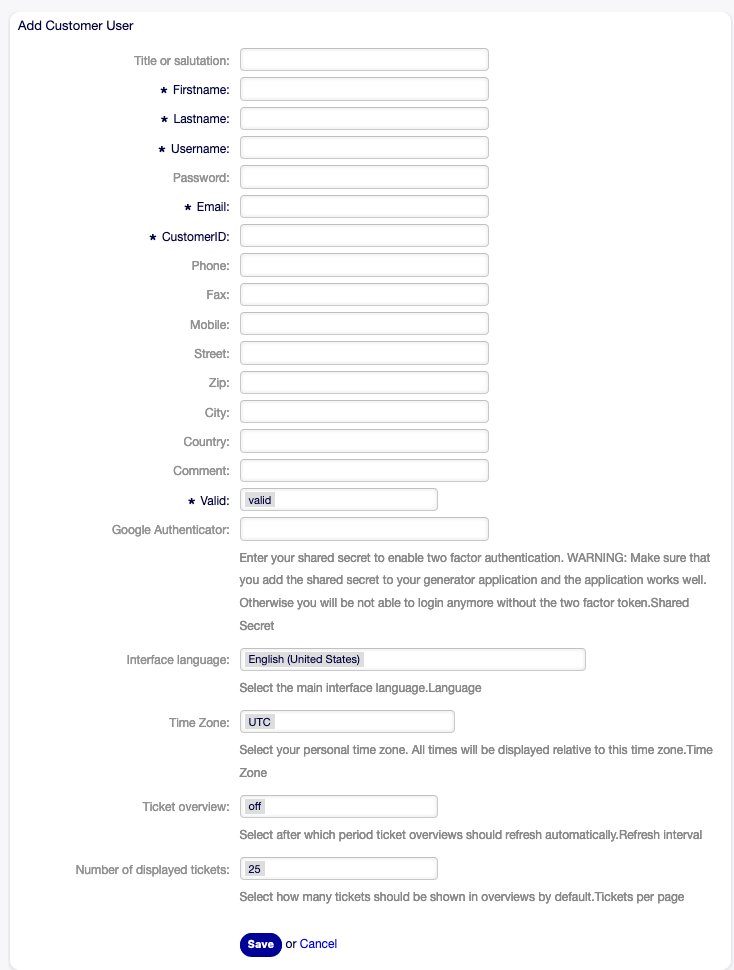 Add Customer User
Title or salutation:
* Firstname:
* Lastname:
* Username:
Password:
* Email:
* CustomerID:
Phone:
Fax:
Mobile:
Street:
Zip:
City:
Country:
Comment:
* Valid: valid
Google Authenticator:
Enter your shared secret to enable two factor authentication. WARNING: Make sure that
you add the shared secret to your generator application and the application works well.
Otherwise you will be not able to login anymore without the two factor token.Shared
Secret
Interface language: English (United States)
Select the main interface language.Language
Time Zone: UTC
Select your personal time zone. All times will be displayed relative to this time zone.Time
Zone
Ticket overview: off
Select after which period ticket overviews should refresh automatically.Refresh interval
Number of displayed tickets: 25
Select how many tickets should be shown in overviews by default.Tickets per page
Save or Cancel